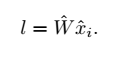 l = Ŵx̂ᵢ.